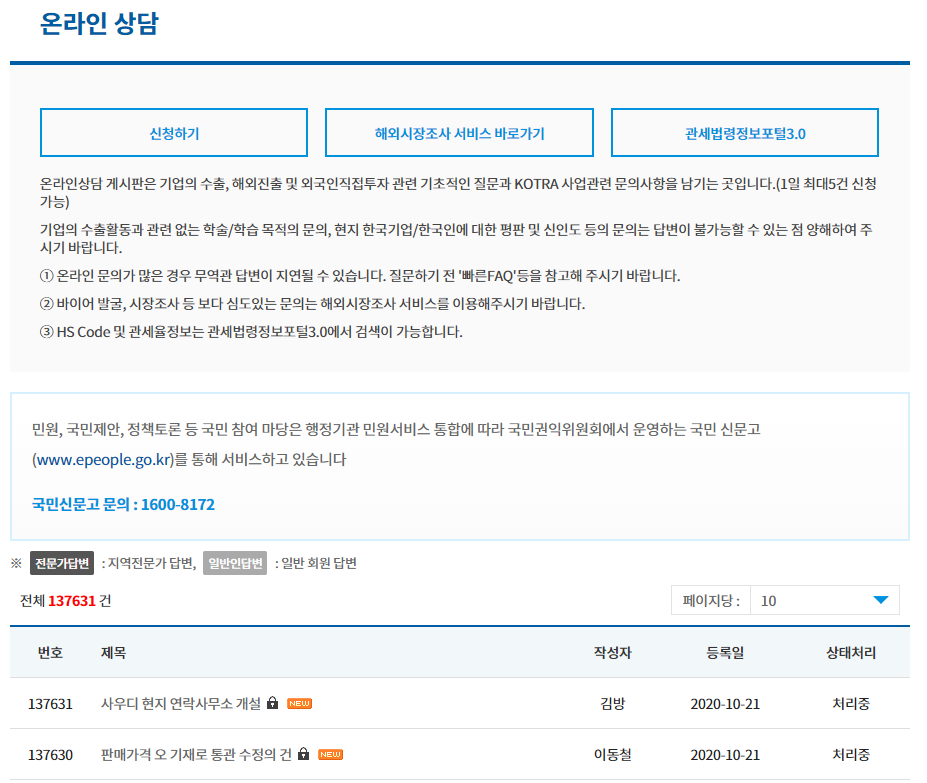 온라인 상담
신청하기
해외시장조사 서비스 바로가기
관세법령정보포털3.0
온라인상담 게시판은 기업의 수출, 해외진출 및 외국인직접투자 관련 기초적인 질문과 KOTRA 사업관련 문의사항을 남기는 곳입니다.(1일 최대5건 신청
가능)
기업의 수출활동과 관련 없는 학술/학습 목적의 문의, 현지 한국기업/한국인에 대한 평판 및 신인도 등의 문의는 답변이 불가능할 수 있는 점 양해하여 주
시기 바랍니다.
① 온라인 문의가 많은 경우 무역관 답변이 지연될 수 있습니다. 질문하기 전 '빠른FAQ'등을 참고해 주시기 바랍니다.
② 바이어 발굴, 시장조사 등 보다 심도있는 문의는 해외시장조사 서비스를 이용해주시기 바랍니다.
③ HS Code 및 관세율정보는 관세법령정보포털3.0에서 검색이 가능합니다.
민원, 국민제안, 정책토론 등 국민 참여 마당은 행정기관 민원서비스 통합에 따라 국민권익위원회에서 운영하는 국민 신문고
(www.epeople.go.kr)를 통해 서비스하고 있습니다
국민신문고 문의 : 1600-8172
※ 전문가답변 : 지역전문가 답변, 일반인답변 : 일반 회원 답변
전체 137631 건
페이지당 : 10
번호 제목 작성자 등록일 상태처리
137631 사우디 현지 연락사무소 개설 NEW 김방 2020-10-21 처리중
137630 판매가격 오 기재로 통관 수정의 건 NEW 이동철 2020-10-21 처리중